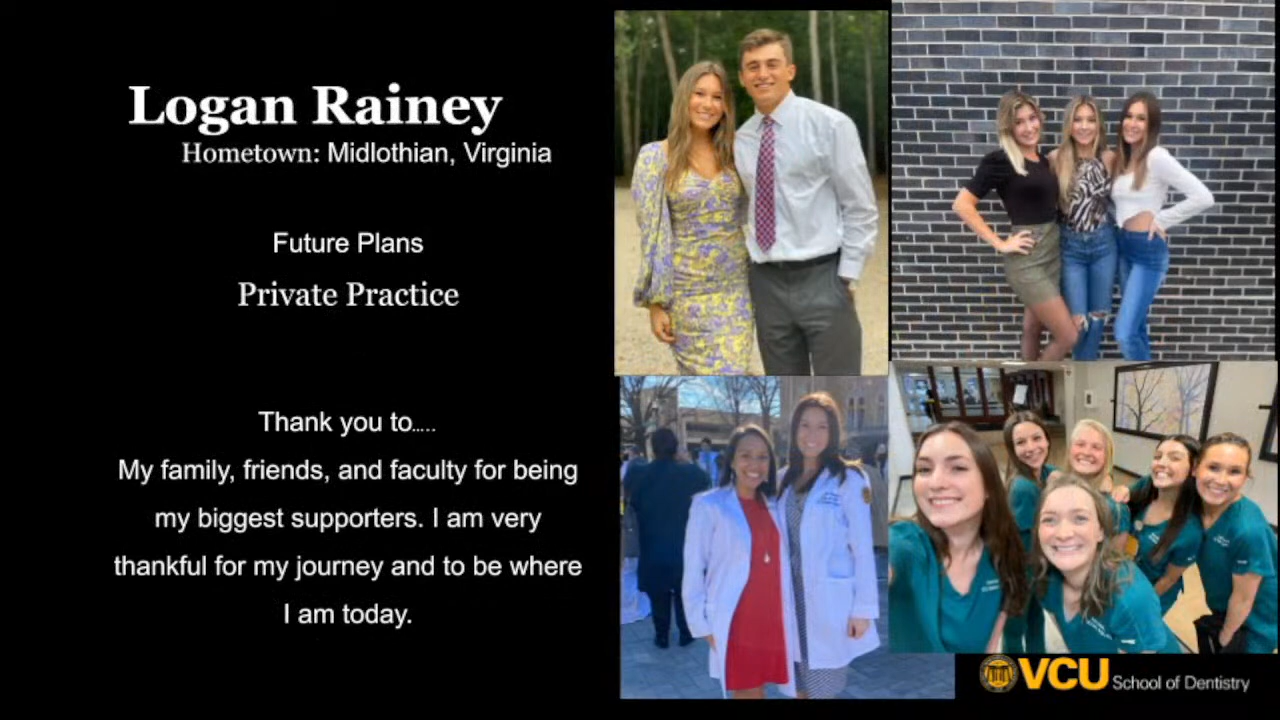 Logan Rainey
Hometown: Midlothian, Virginia
Future Plans
Private Practice
Thank you to.....
My family, friends, and faculty for being
my biggest supporters. I am very
thankful for my journey and to be where
I am today.
VCU School of Dentistry